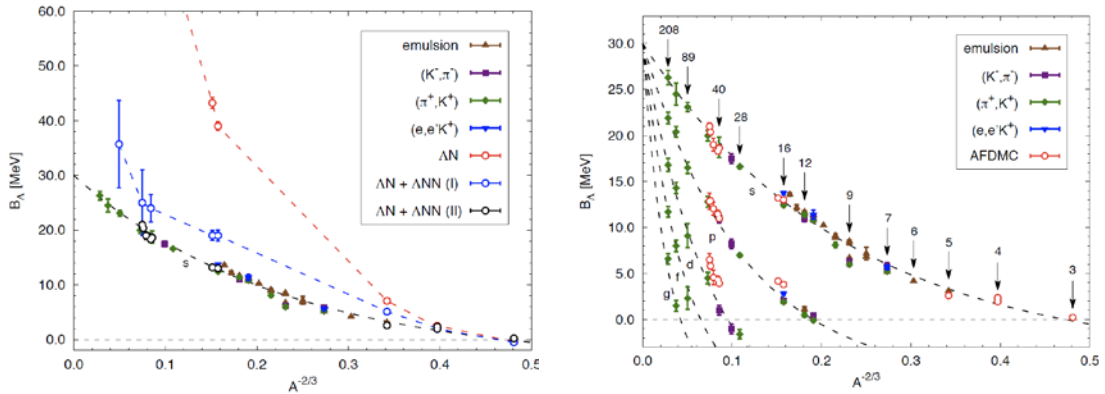 60.0
50.0
40.0
30.0
20.0
10.0
0.0
B_Λ [MeV]
emulsion
(K⁻,π⁻)
(π⁺,K⁺)
(e,e'K⁺)
ΛN
ΛN + ΛNN (I)
ΛN + ΛNN (II)
s
0.0 0.1 0.2 0.3 0.4 0.5
A^{-2/3}
30.0
25.0
20.0
15.0
10.0
5.0
0.0
B_Λ [MeV]
208
89
40
28
16
12
9
7
6
5
4
3
emulsion
(K⁻,π⁻)
(π⁺,K⁺)
(e,e'K⁺)
AFDMC
s
p
d
f
g
0.0 0.1 0.2 0.3 0.4 0.5
A^{-2/3}